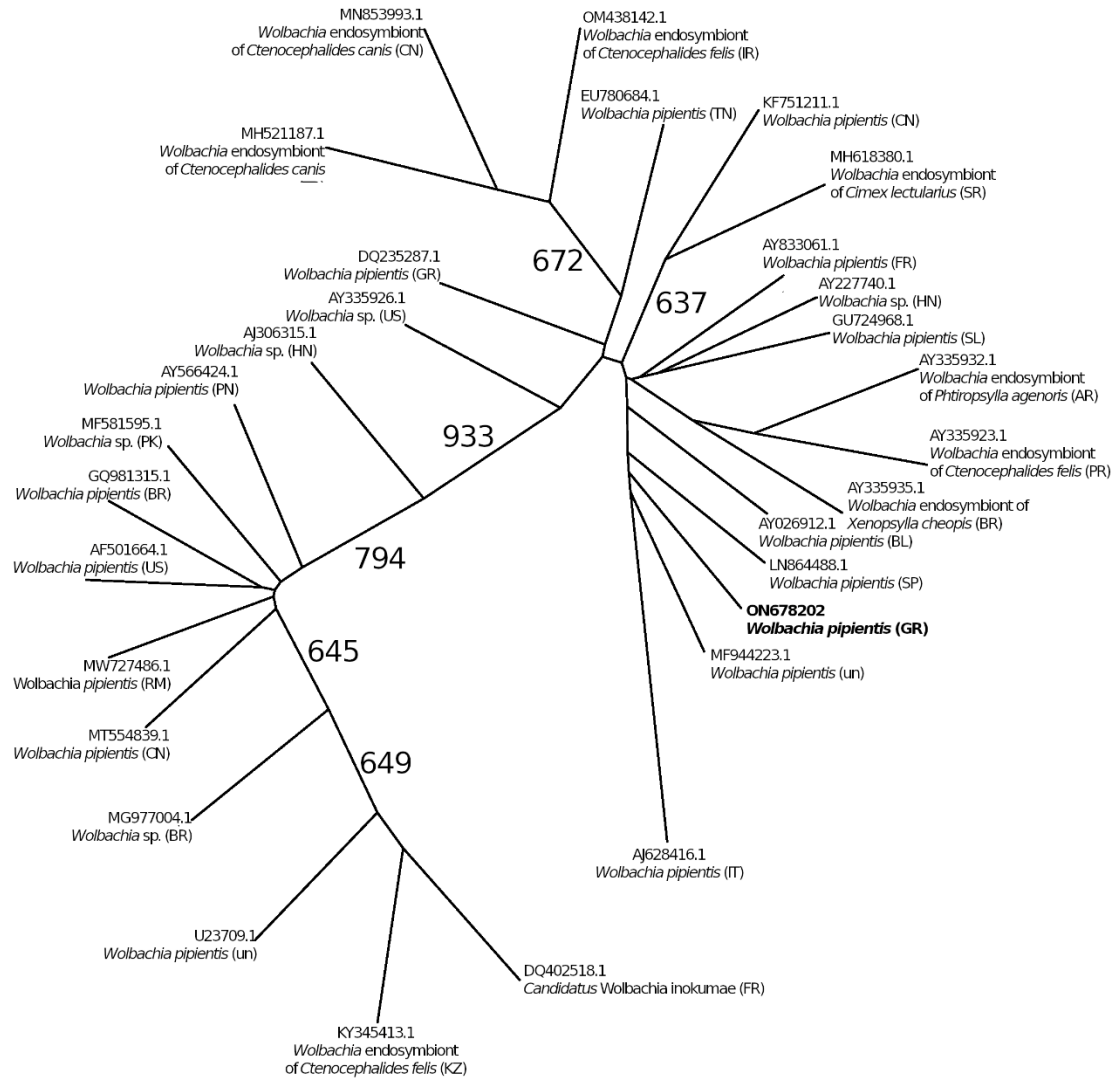 MN853993.1
Wolbachia endosymbiont
of Ctenocephalides canis (CN)
OM438142.1
Wolbachia endosymbiont
of Ctenocephalides felis (IR)
EU780684.1
Wolbachia pipientis (TN)
KF751211.1
Wolbachia pipientis (CN)
MH521187.1
Wolbachia endosymbiont
of Ctenocephalides canis
MH618380.1
Wolbachia endosymbiont
of Cimex lectularius (SR)
672
637
DQ235287.1
Wolbachia pipientis (GR)
AY833061.1
Wolbachia pipientis (FR)
AY227740.1
Wolbachia sp. (HN)
GU724968.1
Wolbachia pipientis (SL)
AY335926.1
Wolbachia sp. (US)
AJ306315.1
Wolbachia sp. (HN)
AY335932.1
Wolbachia endosymbiont
of Phtiropsylla agenoris (AR)
AY566424.1
Wolbachia pipientis (PN)
933
AY335923.1
Wolbachia endosymbiont
of Ctenocephalides felis (PR)
MF581595.1
Wolbachia sp. (PK)
GQ981315.1
Wolbachia pipientis (BR)
AY335935.1
Wolbachia endosymbiont of
Xenopsylla cheopis (BR)
AY026912.1
Wolbachia pipientis (BL)
AF501664.1
Wolbachia pipientis (US)
794
LN864488.1
Wolbachia pipientis (SP)
ON678202
Wolbachia pipientis (GR)
645
MF944223.1
Wolbachia pipientis (un)
MW727486.1
Wolbachia pipientis (RM)
MT554839.1
Wolbachia pipientis (CN)
649
MG977004.1
Wolbachia sp. (BR)
AJ628416.1
Wolbachia pipientis (IT)
U23709.1
Wolbachia pipientis (un)
DQ402518.1
Candidatus Wolbachia inokumae (FR)
KY345413.1
Wolbachia endosymbiont
of Ctenocephalides felis (KZ)